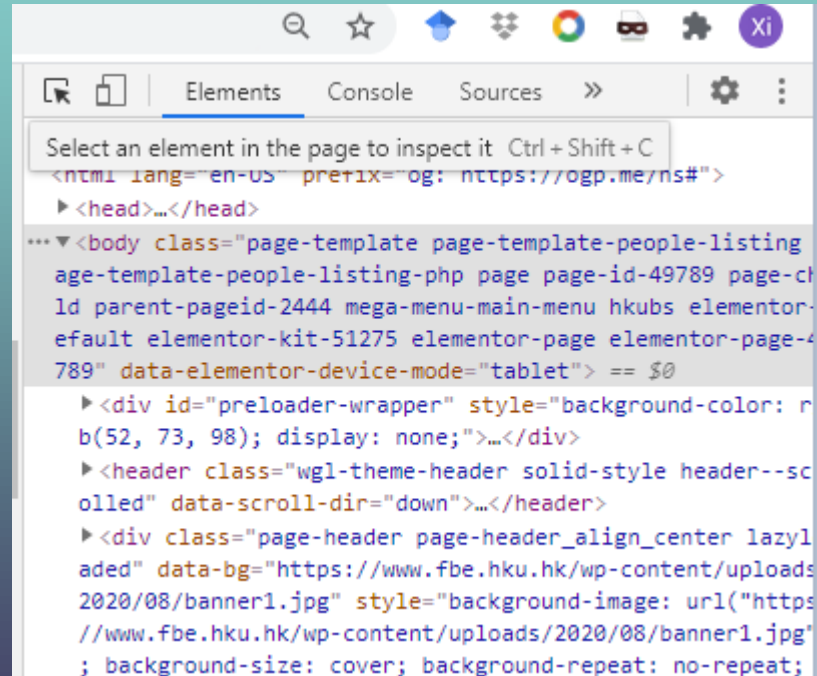 Xi
Elements Console Sources »
Select an element in the page to inspect it Ctrl + Shift + C
<html lang="en-US" prefix="og: https://ogp.me/ns#">
▶<head>…</head>
…▼<body class="page-template page-template-people-listing
age-template-people-listing-php page page-id-49789 page-ch
ld parent-pageid-2444 mega-menu-main-menu hkubs elementor-
efault elementor-kit-51275 elementor-page elementor-page-4
789" data-elementor-device-mode="tablet"> == $0
▶<div id="preloader-wrapper" style="background-color: r
b(52, 73, 98); display: none;">…</div>
▶<header class="wgl-theme-header solid-style header--sc
olled" data-scroll-dir="down">…</header>
▶<div class="page-header page-header_align_center lazyl
aded" data-bg="https://www.fbe.hku.hk/wp-content/uploads
2020/08/banner1.jpg" style="background-image: url("https
//www.fbe.hku.hk/wp-content/uploads/2020/08/banner1.jpg"
; background-size: cover; background-repeat: no-repeat;